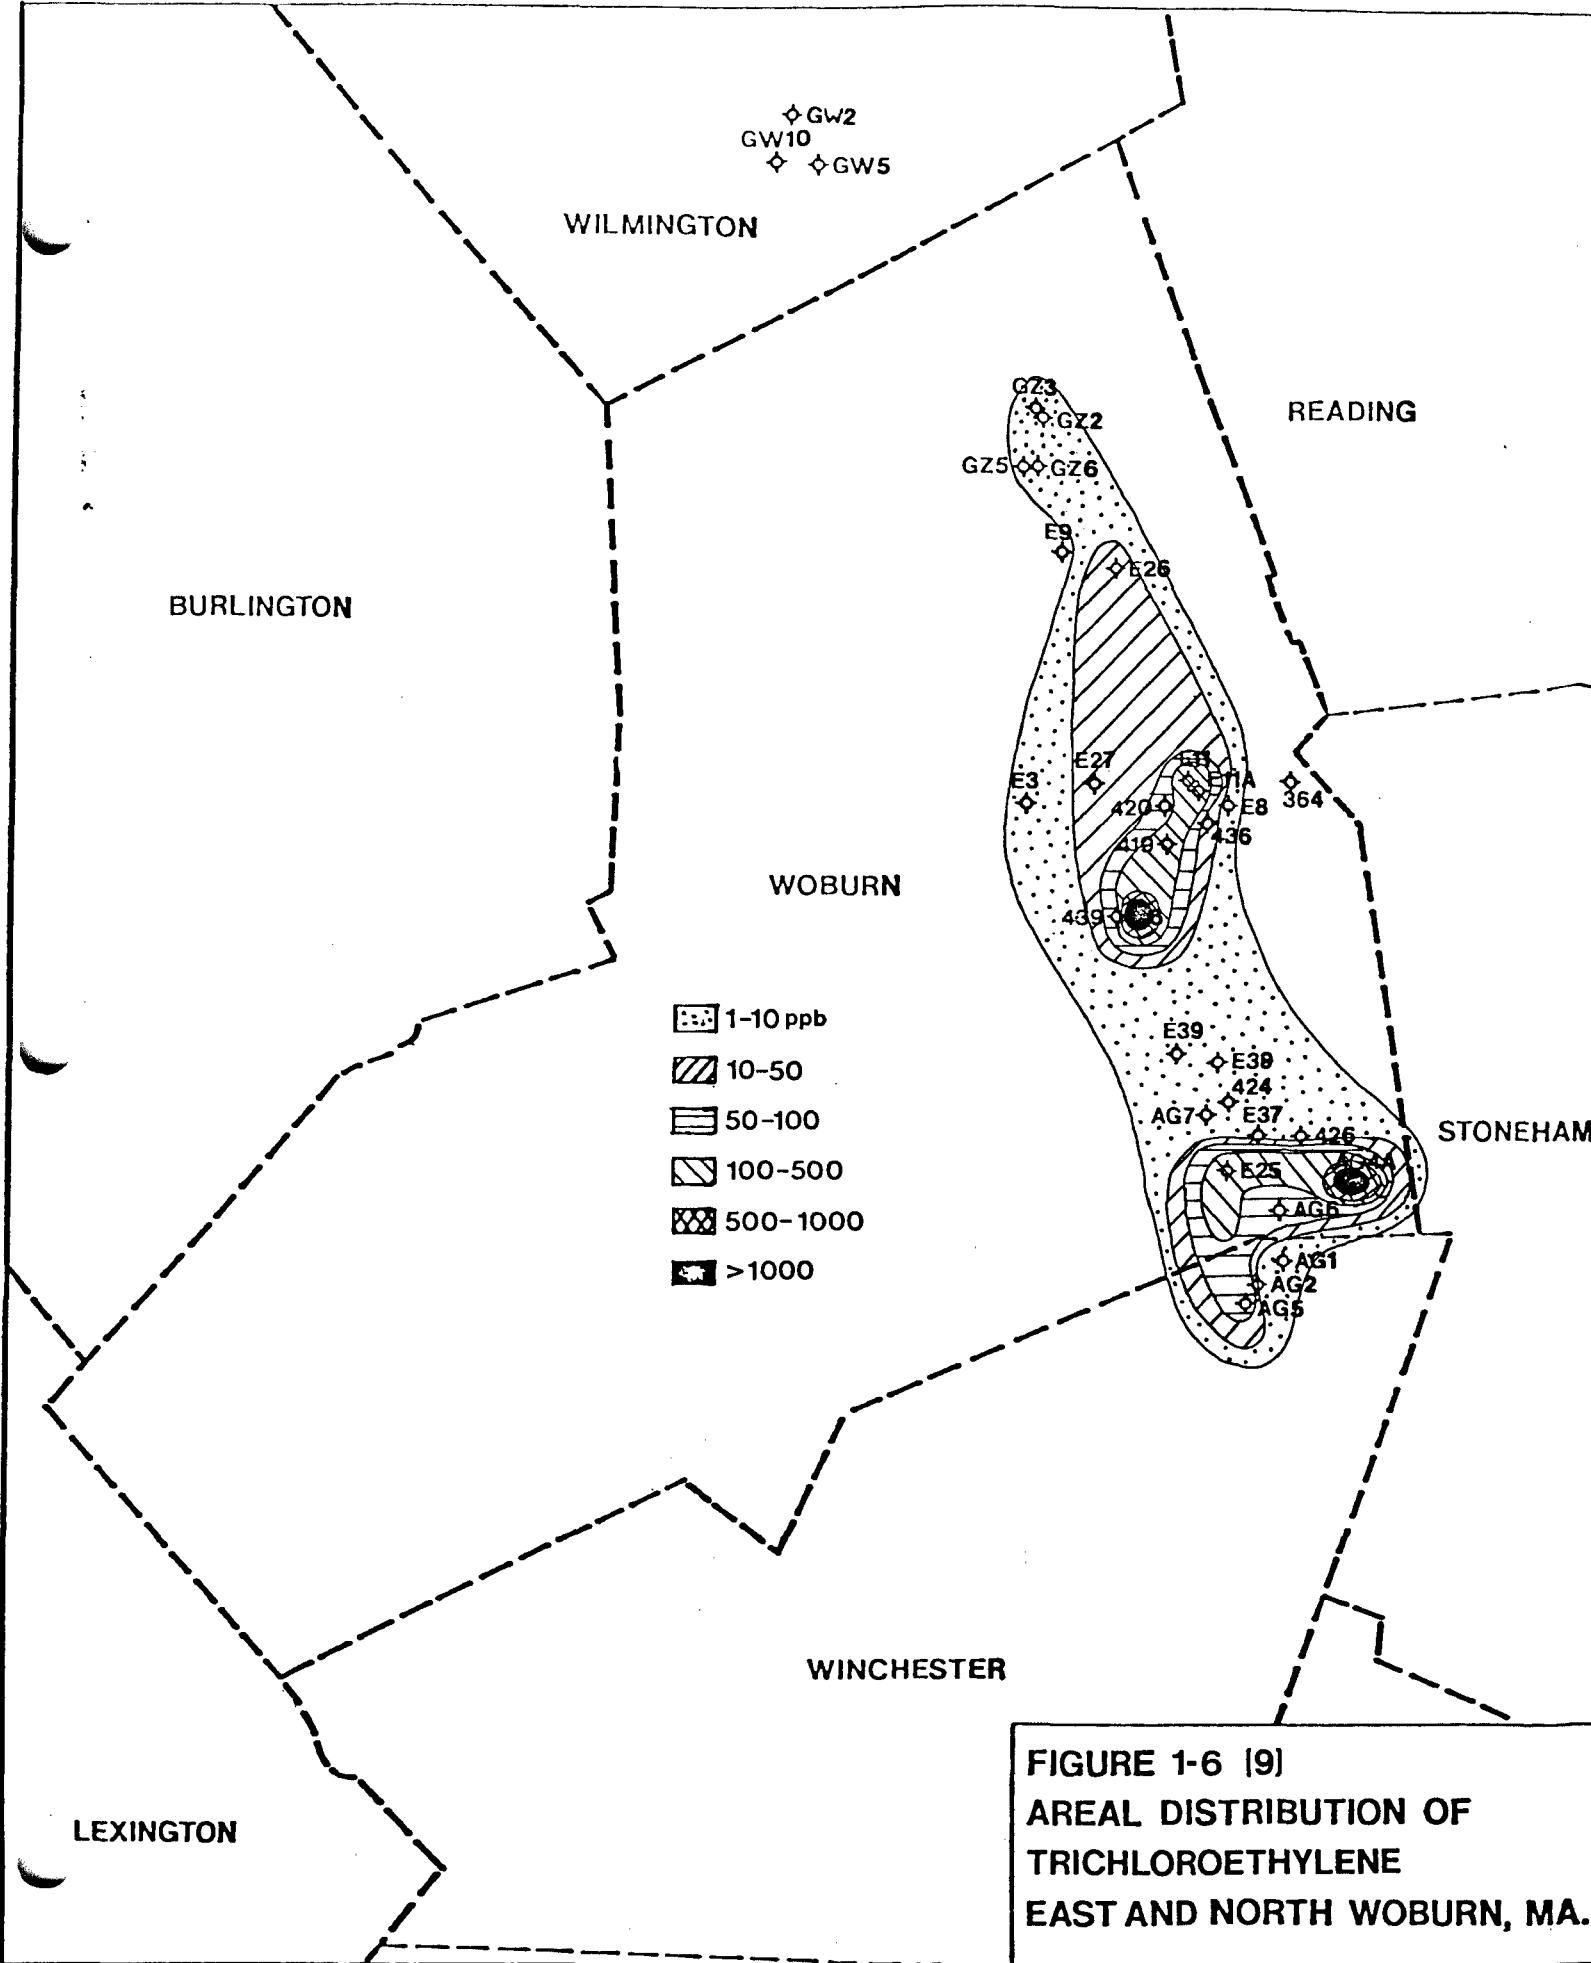 GW2
GW10
GW5
WILMINGTON
GZ3
GZ2
READING
GZ5
GZ6
E9
E26
BURLINGTON
E27
E11
E11A
E3
420
E8
364
436
419
WOBURN
439
1-10 ppb
E39
E38
10-50
424
AG7
E37
426
STONEHAM
50-100
E25
100-500
AG6
500-1000
AG1
>1000
AG2
AG5
WINCHESTER
LEXINGTON
FIGURE 1-6 [9]
AREAL DISTRIBUTION OF
TRICHLOROETHYLENE
EAST AND NORTH WOBURN, MA.